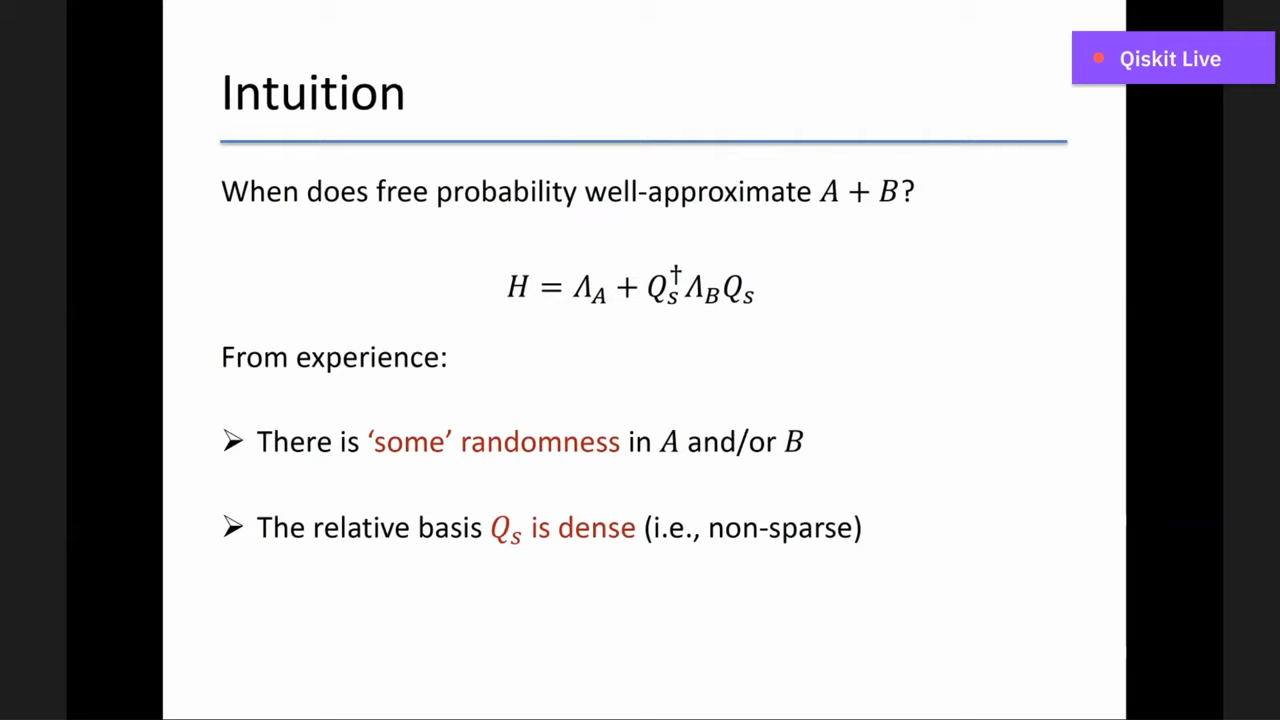 Qiskit Live
Intuition
When does free probability well-approximate A + B?
H = Λ_A + Q_s^† Λ_B Q_s
From experience:
➢ There is ‘some’ randomness in A and/or B
➢ The relative basis Q_s is dense (i.e., non-sparse)